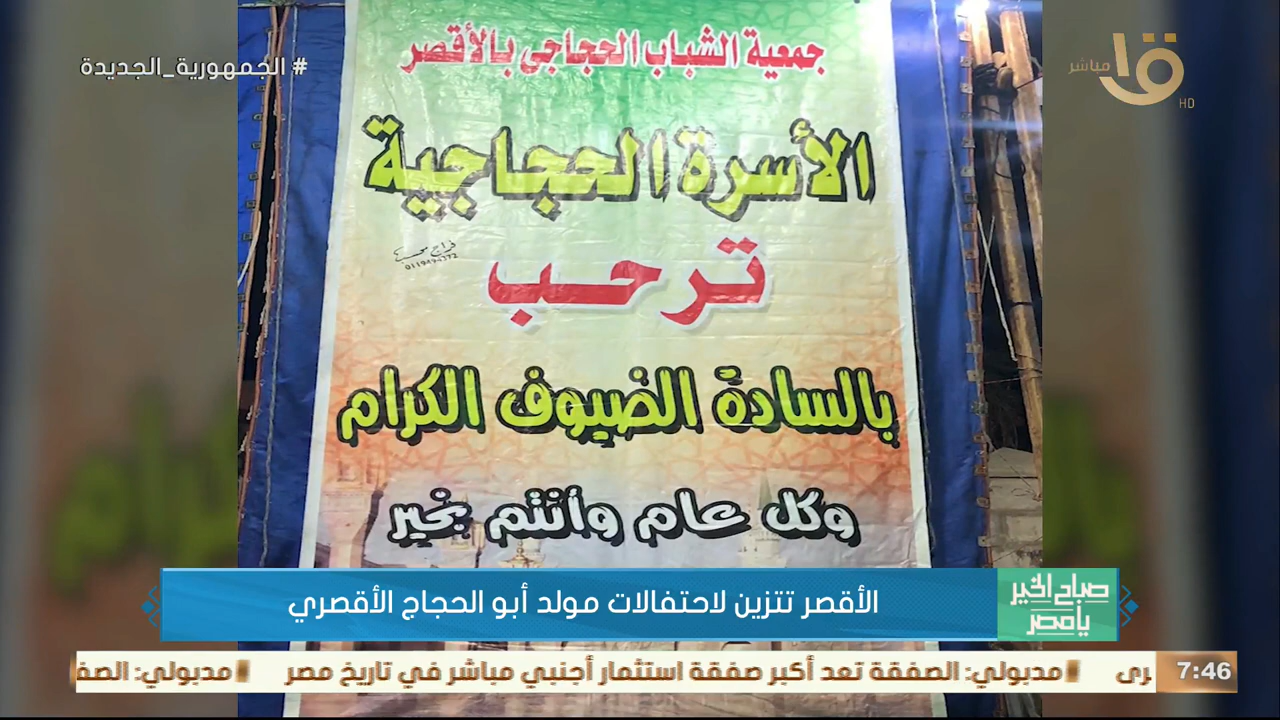 # الجمهورية_الجديدة
مباشر
HD
جمعية الشباب الحجاجى بالأقصر
الأسرة الحجاجية
ترحب
بالسادة الضيوف الكرام
وكل عام وأنتم بخير
صباح الخير
يا مصر
الأقصر تتزين لاحتفالات مولد أبو الحجاج الأقصري
7:46
مدبولي: الصفقة تعد أكبر صفقة استثمار أجنبي مباشر في تاريخ مصر
مدبولي: